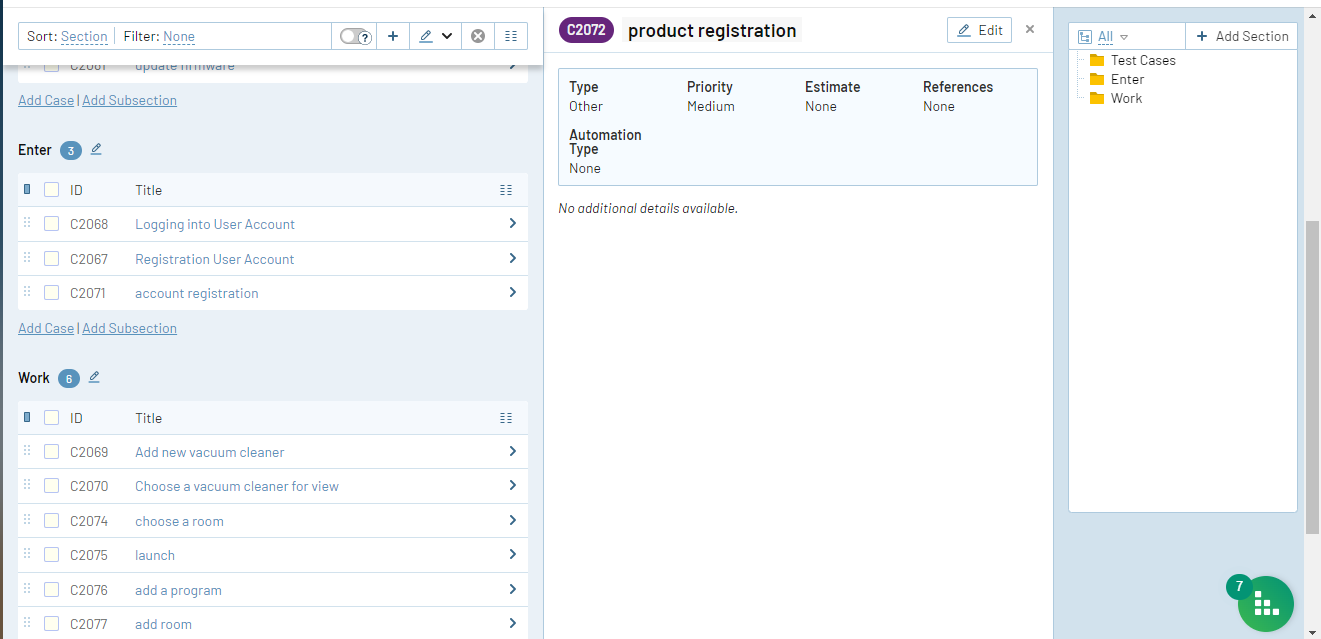 Sort: Section Filter: None
?
C2081 update firmware
Add Case | Add Subsection
Enter 3
ID Title
C2068 Logging into User Account
C2067 Registration User Account
C2071 account registration
Add Case | Add Subsection
Work 6
ID Title
C2069 Add new vacuum cleaner
C2070 Choose a vacuum cleaner for view
C2074 choose a room
C2075 launch
C2076 add a program
C2077 add room
C2072 product registration
Edit
Type Priority Estimate References
Other Medium None None
Automation
Type
None
No additional details available.
All + Add Section
Test Cases
Enter
Work
7